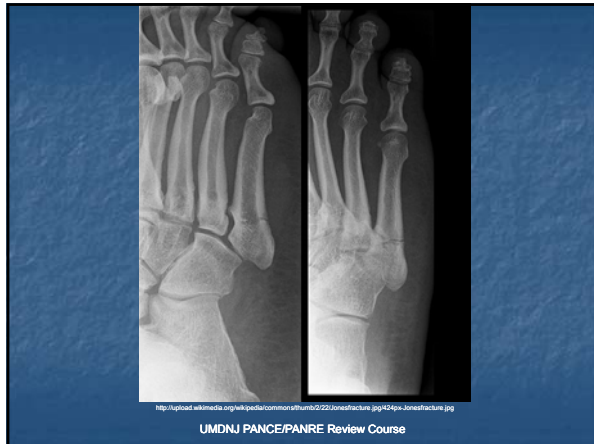 http://upload.wikimedia.org/wikipedia/commons/thumb/2/22/Jonesfracture.jpg/424px-Jonesfracture.jpg
UMDNJ PANCE/PANRE Review Course